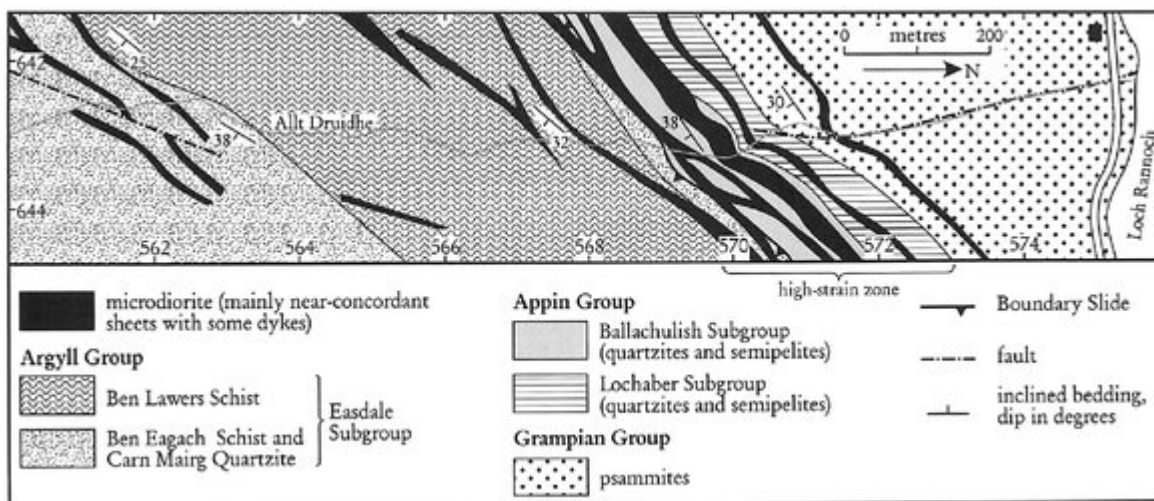 0 metres 200
N
642
25
30
Allt Druidhe
38
32
38
644
562
564
566
568
570
572
574
Loch Rannoch
high-strain zone
microdiorite (mainly near-concordant
sheets with some dykes)
Argyll Group
Ben Lawers Schist
Ben Eagach Schist and
Carn Mairg Quartzite
Easdale
Subgroup
Appin Group
Ballachulish Subgroup
(quartzites and semipelites)
Lochaber Subgroup
(quartzites and semipelites)
Grampian Group
psammites
Boundary Slide
fault
inclined bedding,
dip in degrees